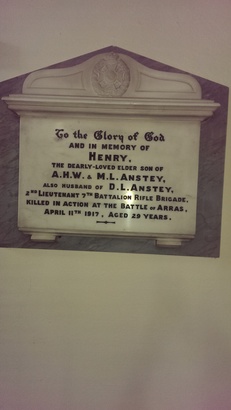 To the Glory of God
AND IN MEMORY OF
HENRY,
THE DEARLY-LOVED ELDER SON OF
A.H.W. & M.L. ANSTEY,
ALSO HUSBAND OF D.L. ANSTEY,
2ND LIEUTENANT 7TH BATTALION RIFLE BRIGADE.
KILLED IN ACTION AT THE BATTLE OF ARRAS,
APRIL 11TH 1917, AGED 29 YEARS.